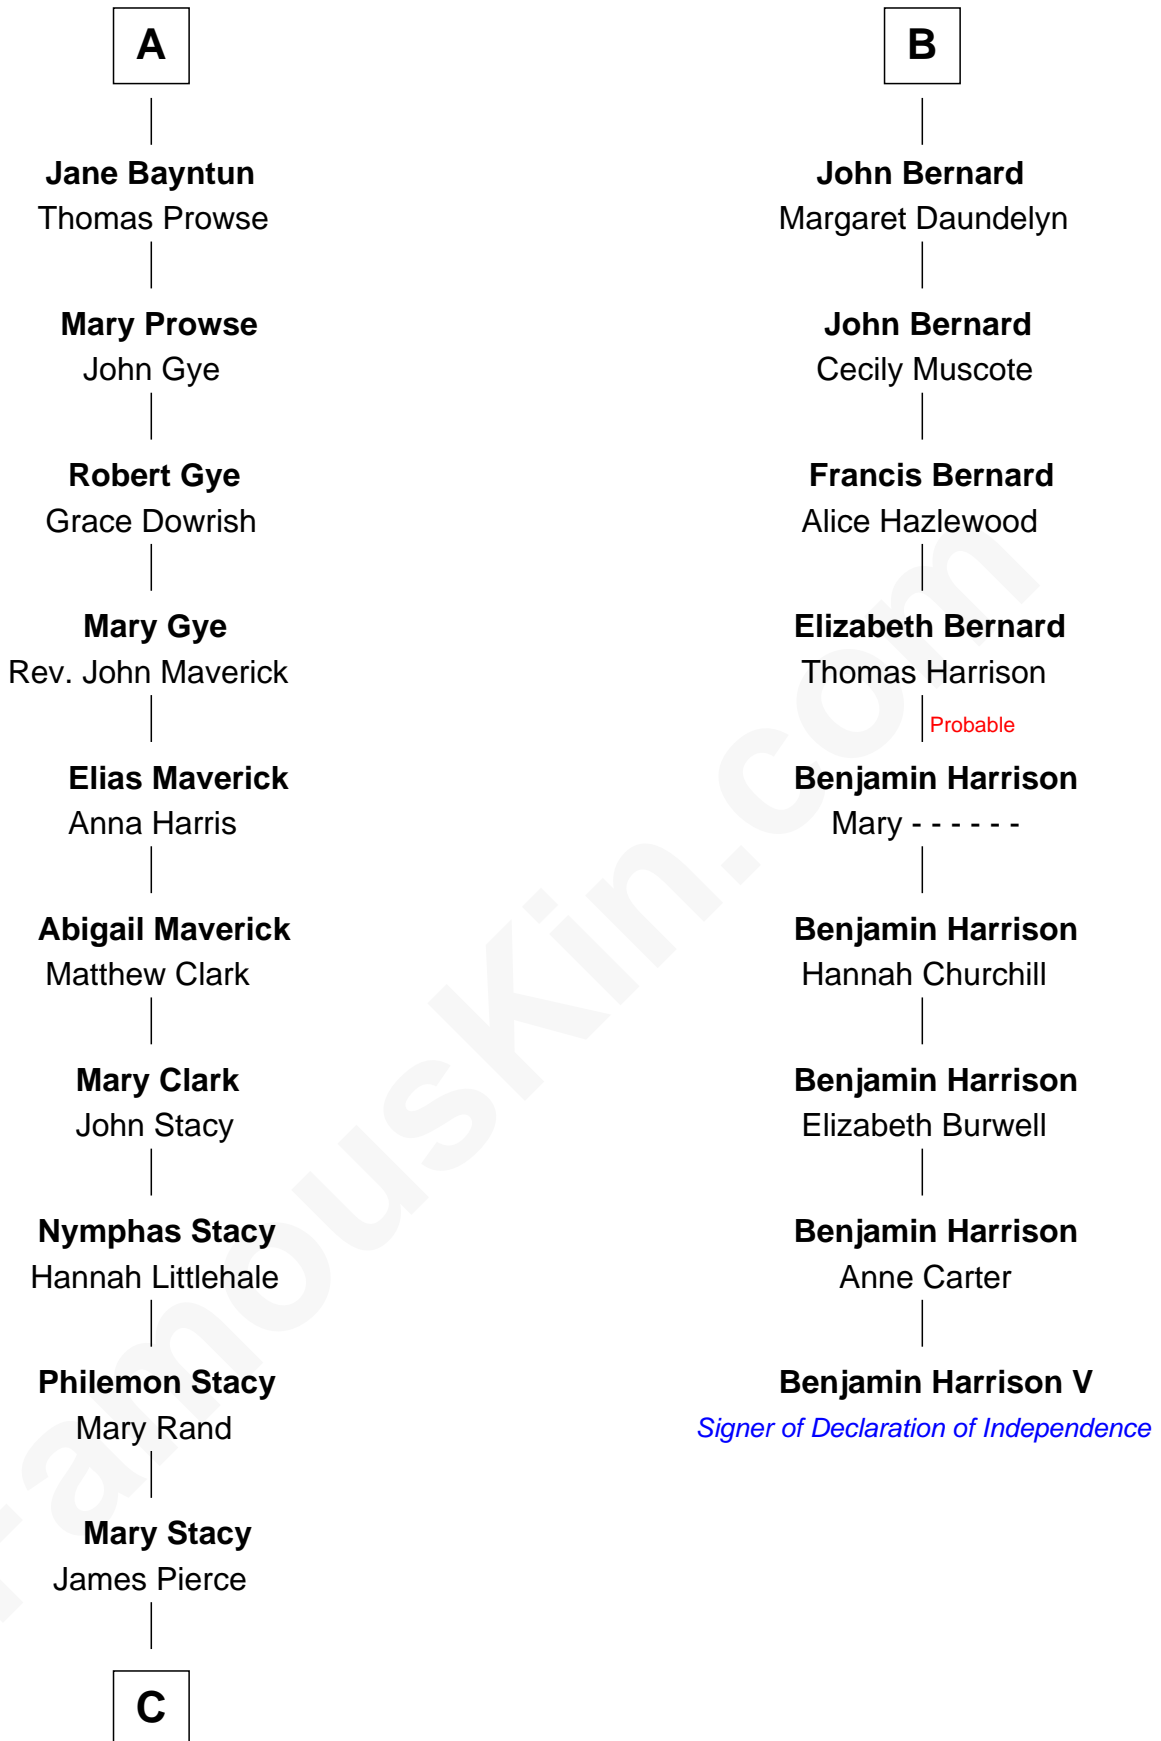 A
Jane Bayntun
Thomas Prowse
Mary Prowse
John Gye
Robert Gye
Grace Dowrish
Mary Gye
Rev. John Maverick
Elias Maverick
Anna Harris
Abigail Maverick
Matthew Clark
Mary Clark
John Stacy
Nymphas Stacy
Hannah Littlehale
Philemon Stacy
Mary Rand
Mary Stacy
James Pierce
C
B
John Bernard
Margaret Daundelyn
John Bernard
Cecily Muscote
Francis Bernard
Alice Hazlewood
Elizabeth Bernard
Thomas Harrison
Probable
Benjamin Harrison
Mary - - - - - -
Benjamin Harrison
Hannah Churchill
Benjamin Harrison
Elizabeth Burwell
Benjamin Harrison
Anne Carter
Benjamin Harrison V
Signer of Declaration of Independence
FamousKin.com